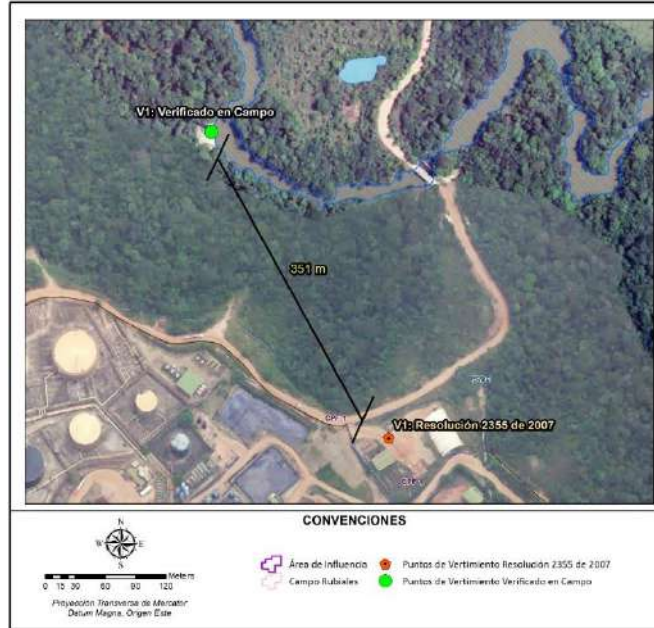 V1: Verificado en Campo
351 m
V1: Resolución 2355 de 2007
CONVENCIONES
N
W E
S
Meters
0 15 30 60 90 120
Proyección Transversa de Mercator
Datum Magna, Origen Este
Área de Influencia
Puntos de Vertimiento Resolución 2355 de 2007
Campo Rubiales
Puntos de Vertimiento Verificado en Campo